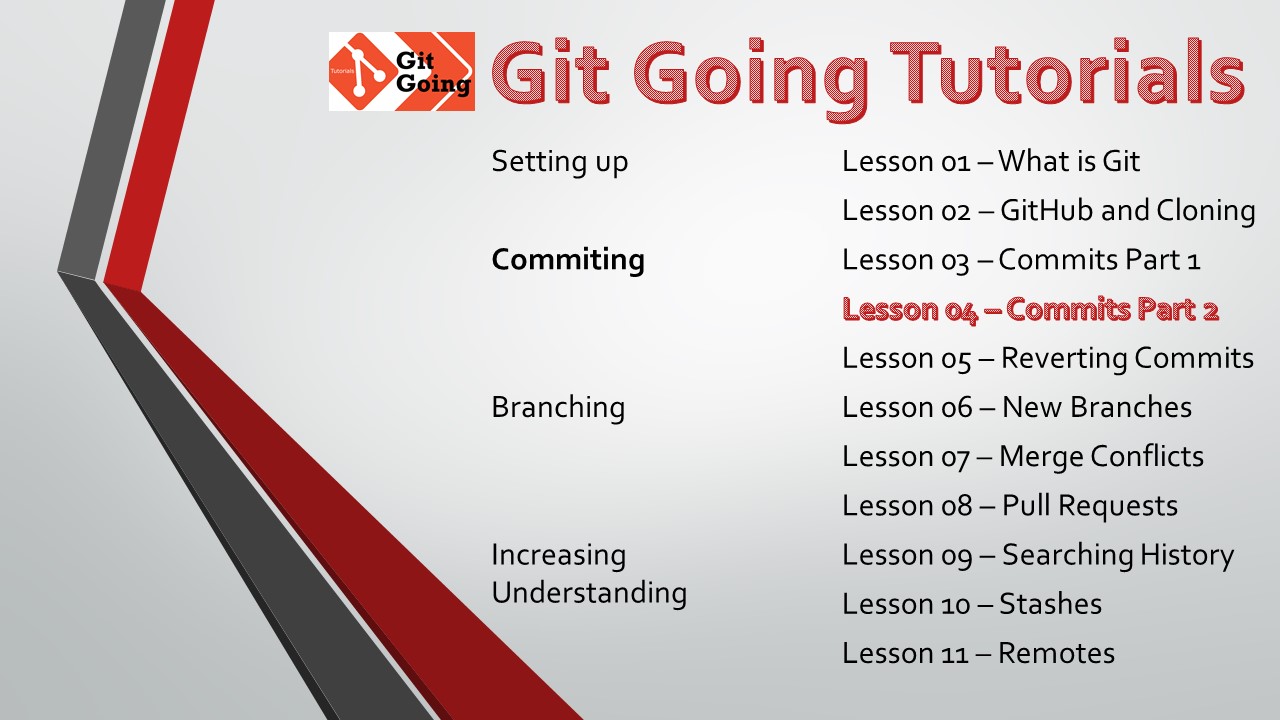 Tutorials
Git
Going
Git Going Tutorials
Setting up
Lesson 01 – What is Git
Lesson 02 – GitHub and Cloning
Commiting
Lesson 03 – Commits Part 1
Lesson 04 – Commits Part 2
Lesson 05 – Reverting Commits
Branching
Lesson 06 – New Branches
Lesson 07 – Merge Conflicts
Lesson 08 – Pull Requests
Increasing
Understanding
Lesson 09 – Searching History
Lesson 10 – Stashes
Lesson 11 – Remotes